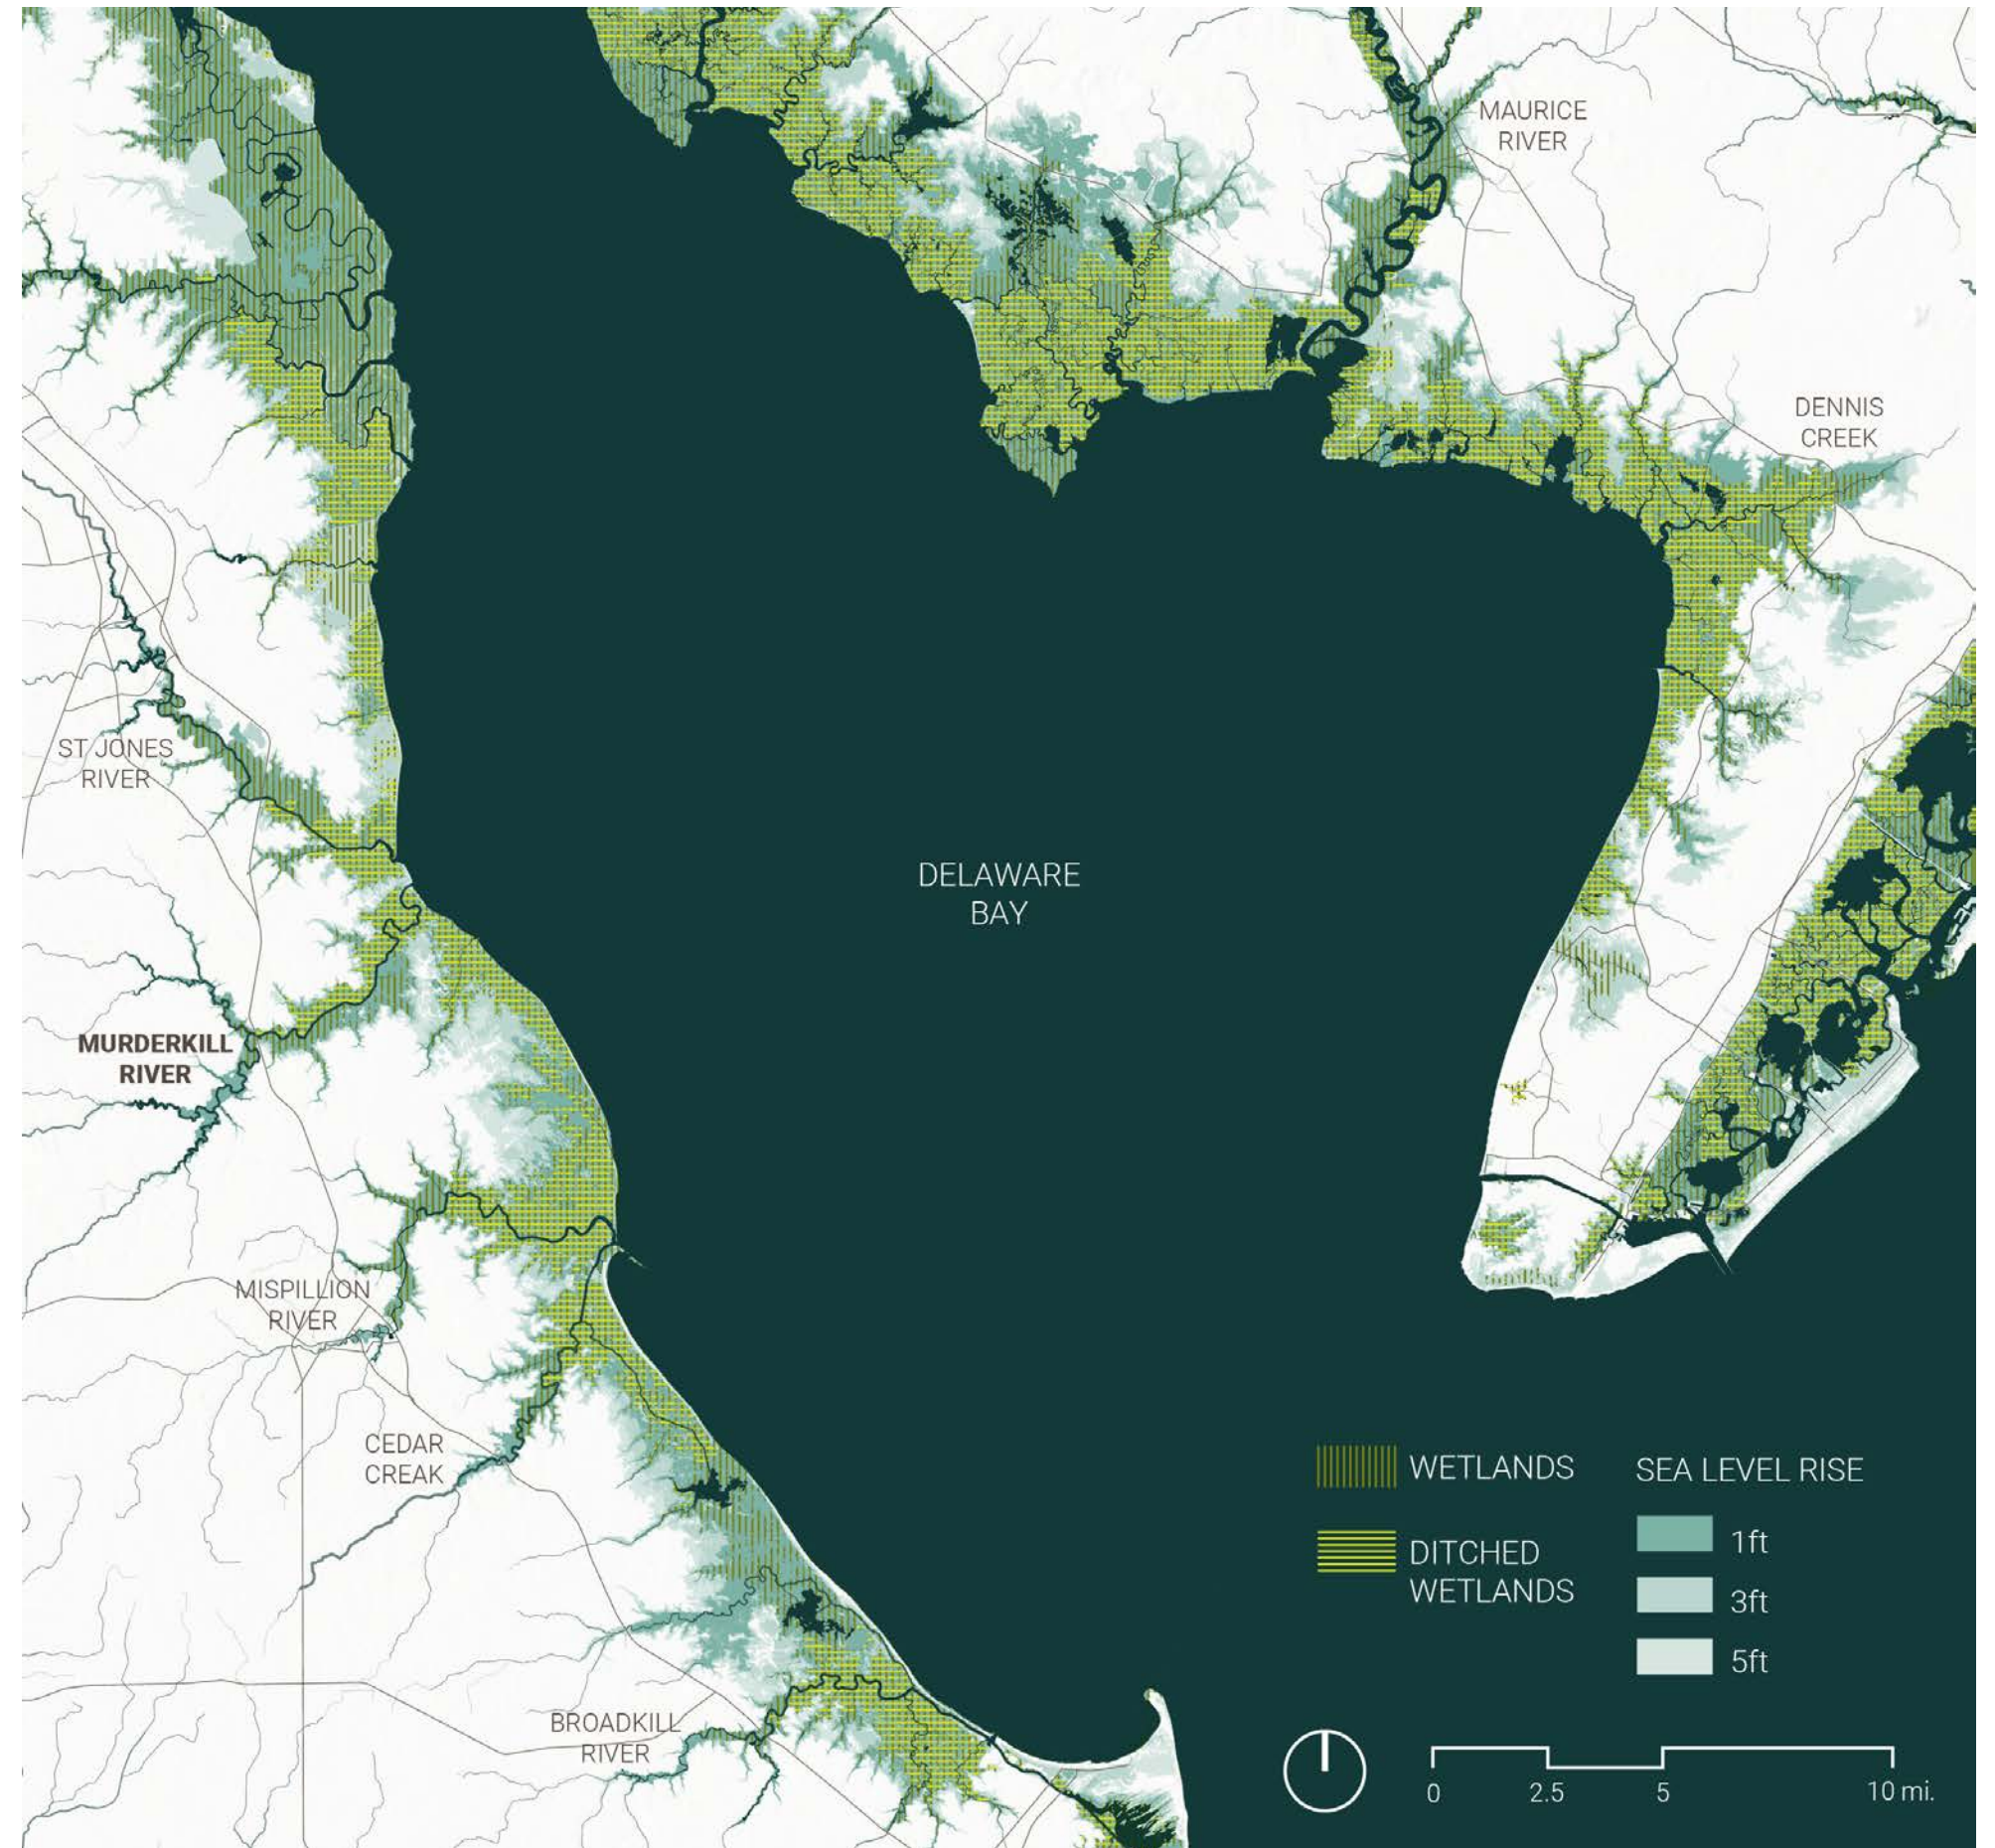 MAURICE
RIVER
DENNIS
CREEK
ST JONES
RIVER
DELAWARE
BAY
MURDERKILL
RIVER
MISPILLION
RIVER
CEDAR
CREAK
BROADKILL
RIVER
WETLANDS
DITCHED
WETLANDS
SEA LEVEL RISE
1ft
3ft
5ft
0 2.5 5 10 mi.